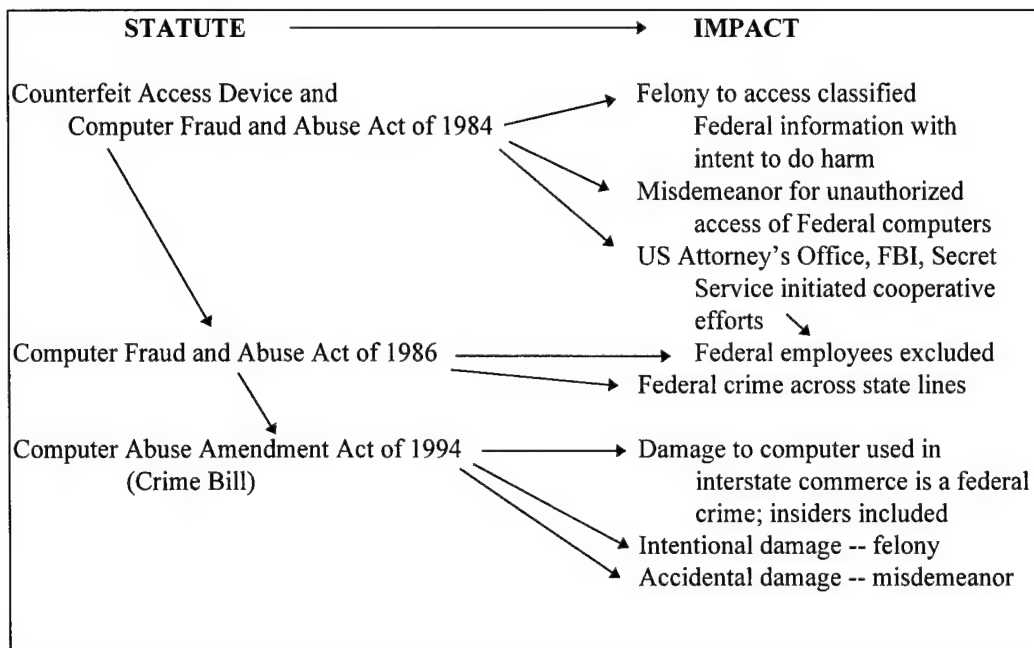 STATUTE IMPACT
Counterfeit Access Device and
Computer Fraud and Abuse Act of 1984
Felony to access classified
Federal information with
intent to do harm
Misdemeanor for unauthorized
access of Federal computers
US Attorney's Office, FBI, Secret
Service initiated cooperative
efforts
Computer Fraud and Abuse Act of 1986
Federal employees excluded
Federal crime across state lines
Computer Abuse Amendment Act of 1994
(Crime Bill)
Damage to computer used in
interstate commerce is a federal
crime; insiders included
Intentional damage -- felony
Accidental damage -- misdemeanor